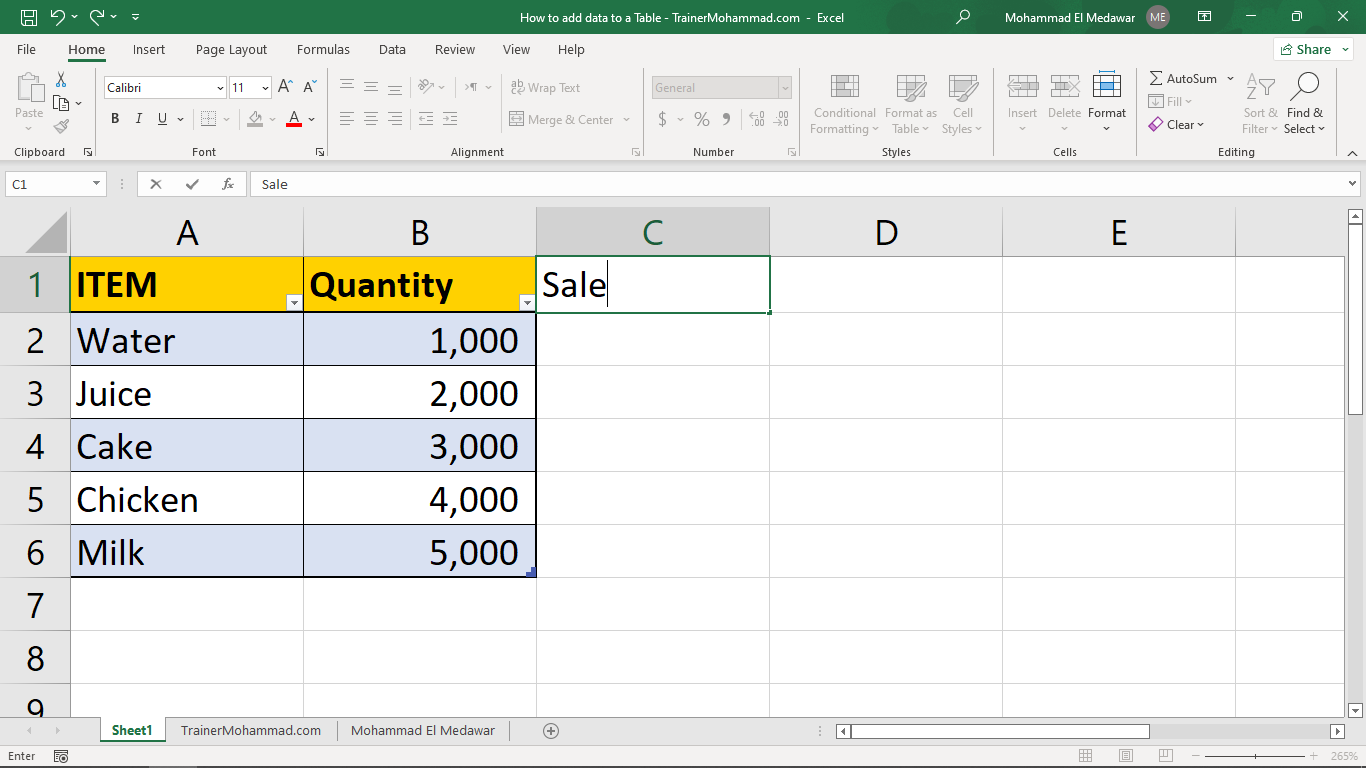 How to add data to a Table - TrainerMohammad.com - Excel
Mohammad El Medawar ME
File Home Insert Page Layout Formulas Data Review View Help Share
Paste
Clipboard
Calibri 11 A A
B I U A
Font
ab Wrap Text
Merge & Center
Alignment
General
$ % 9
Number
Conditional Formatting
Format as Table
Cell Styles
Styles
Insert Delete Format
Cells
AutoSum
Fill
Clear
Sort & Filter
Find & Select
Editing
C1 fx Sale
A B C D E
1 ITEM Quantity Sale
2 Water 1,000
3 Juice 2,000
4 Cake 3,000
5 Chicken 4,000
6 Milk 5,000
7
8
9
Sheet1 TrainerMohammad.com Mohammad El Medawar
Enter 265%